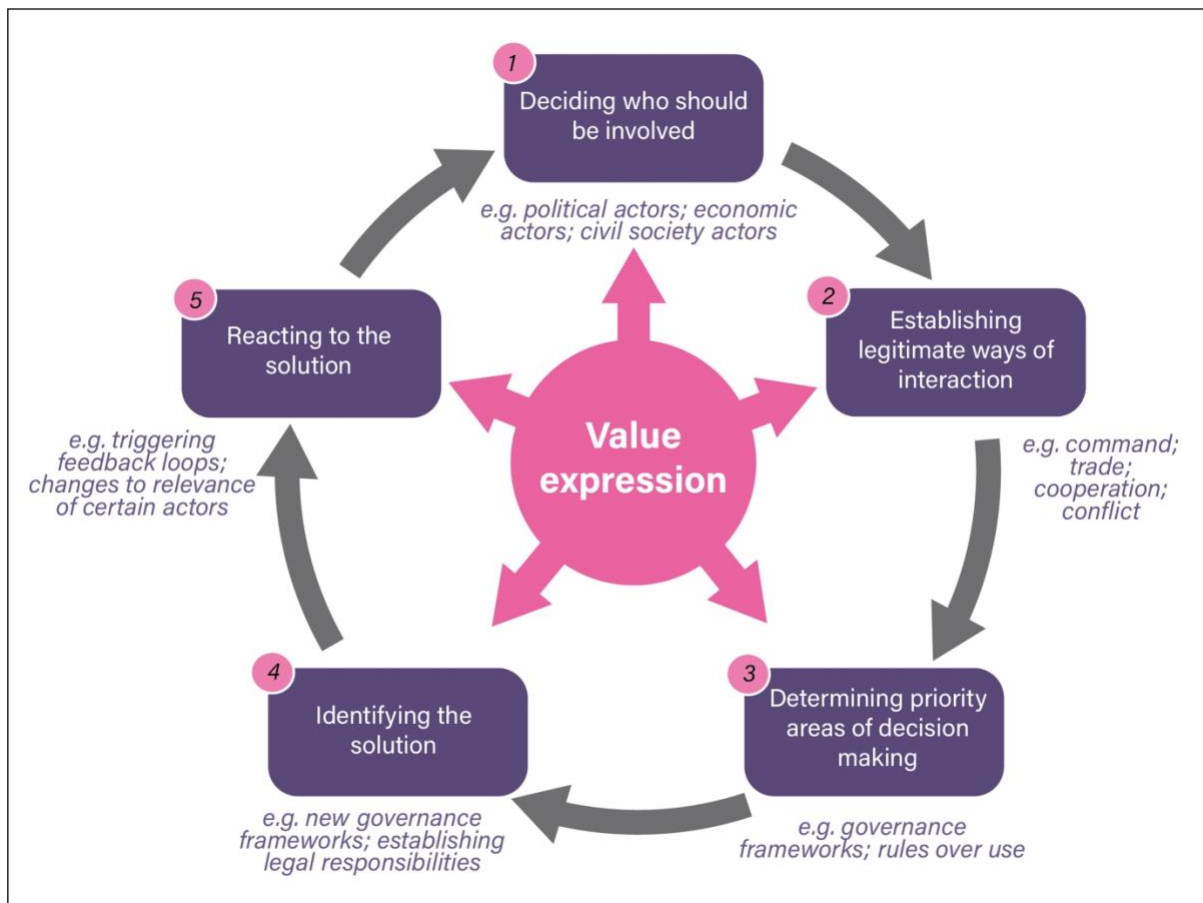 1
Deciding who should
be involved
e.g. political actors; economic
actors; civil society actors
2
Establishing
legitimate ways of
interaction
e.g. command;
trade;
cooperation;
conflict
3
Determining priority
areas of decision
making
e.g. governance
frameworks; rules over use
4
Identifying the
solution
e.g. new governance
frameworks; establishing
legal responsibilities
5
Reacting to the
solution
e.g. triggering
feedback loops;
changes to relevance
of certain actors
Value
expression